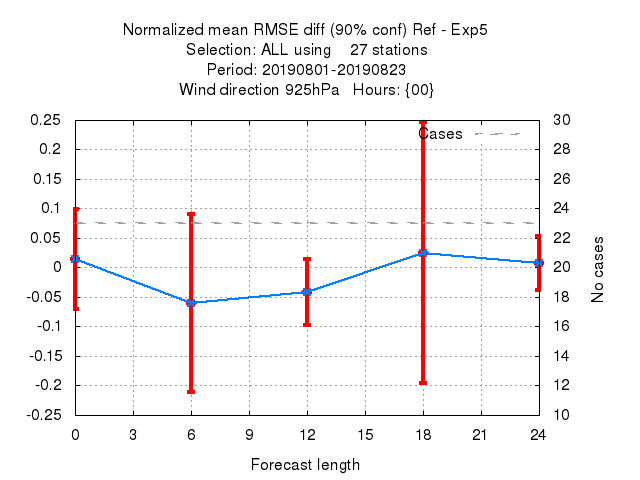 Normalized mean RMSE diff (90% conf) Ref - Exp5
Selection: ALL using    27 stations
Period: 20190801-20190823
Wind direction 925hPa   Hours: {00}
0.25
0.2
0.15
0.1
0.05
0
-0.05
-0.1
-0.15
-0.2
-0.25
Cases
30
28
26
24
22
20
18
16
14
12
10
No cases
0 3 6 9 12 15 18 21 24
Forecast length